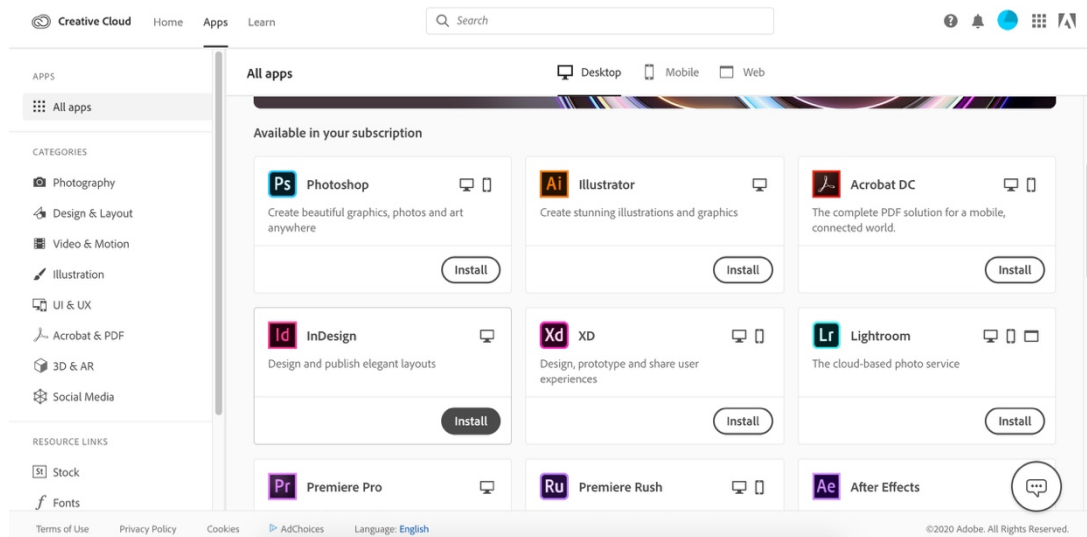 Creative Cloud Home Apps Learn Search
APPS
All apps
CATEGORIES
Photography
Design & Layout
Video & Motion
Illustration
UI & UX
Acrobat & PDF
3D & AR
Social Media
RESOURCE LINKS
St Stock
f Fonts
All apps Desktop Mobile Web
Available in your subscription
Ps Photoshop
Create beautiful graphics, photos and art
anywhere
Install
Ai Illustrator
Create stunning illustrations and graphics
Install
Acrobat DC
The complete PDF solution for a mobile,
connected world.
Install
Id InDesign
Design and publish elegant layouts
Install
Xd XD
Design, prototype and share user
experiences
Install
Lr Lightroom
The cloud-based photo service
Install
Pr Premiere Pro
Ru Premiere Rush
Ae After Effects
Terms of Use Privacy Policy Cookies AdChoices Language: English ©2020 Adobe. All Rights Reserved.